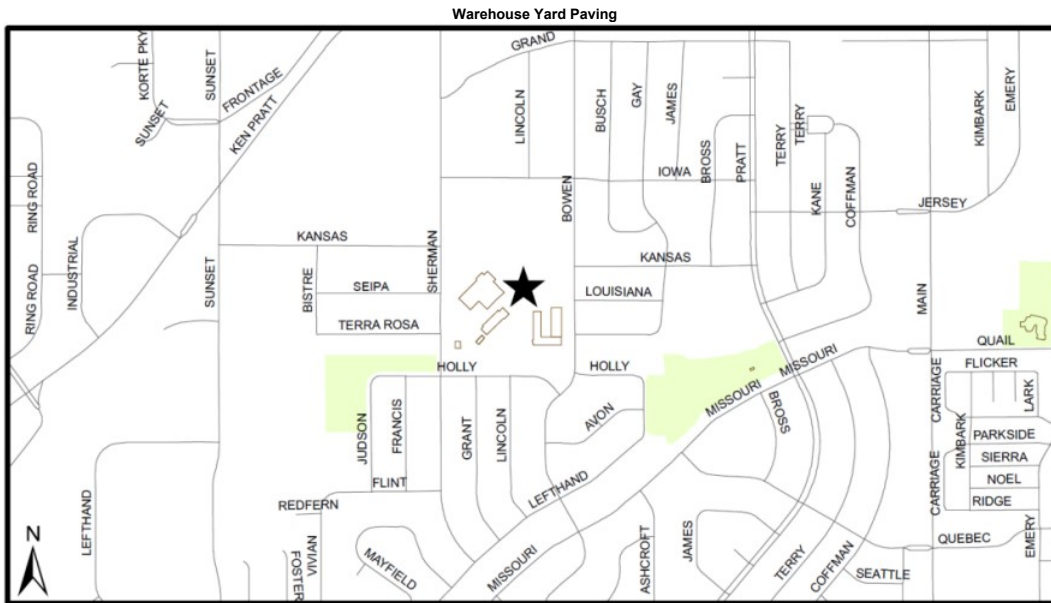 Warehouse Yard Paving
KORTE PKY
SUNSET
FRONTAGE
SUNSET
KEN PRATT
GRAND
LINCOLN
BUSCH
GAY
JAMES
BROSS
PRATT
TERRY
TERRY
KIMBARK
EMERY
RING ROAD
INDUSTRIAL
RING ROAD
SUNSET
KANSAS
BISTRE
SEIPA
TERRA ROSA
SHERMAN
BOWEN
IOWA
KANE
COFFMAN
JERSEY
KANSAS
LOUISIANA
MAIN
HOLLY
HOLLY
MISSOURI
MISSOURI
QUAIL
FLICKER
CARRIAGE
LARK
JUDSON
FRANCIS
GRANT
LINCOLN
AVON
BROSS
KIMBARK
PARKSIDE
SIERRA
NOEL
RIDGE
CARRIAGE
FLINT
LEFTHAND
REDFERN
LEFTHAND
N
VIVIAN
FOSTER
MAYFIELD
MISSOURI
ASHCROFT
JAMES
TERRY
COFFMAN
SEATTLE
QUEBEC
EMERY